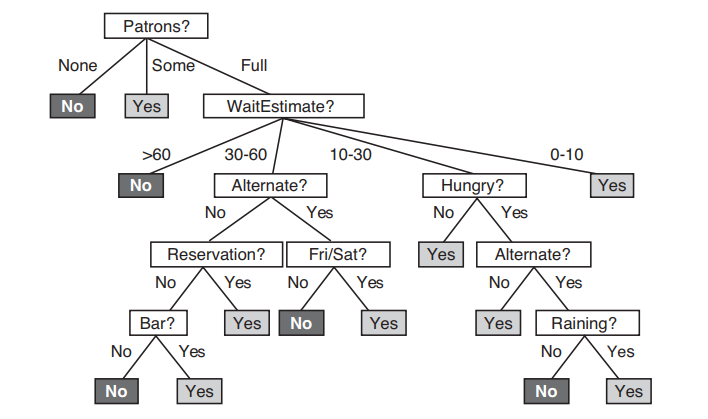 Patrons?
None Some Full
No Yes WaitEstimate?
>60 30-60 10-30 0-10
No Alternate? Hungry? Yes
No Yes No Yes
Reservation? Fri/Sat? Yes Alternate?
No Yes No Yes No Yes
Bar? Yes No Yes Yes Raining?
No Yes No Yes
No Yes No Yes